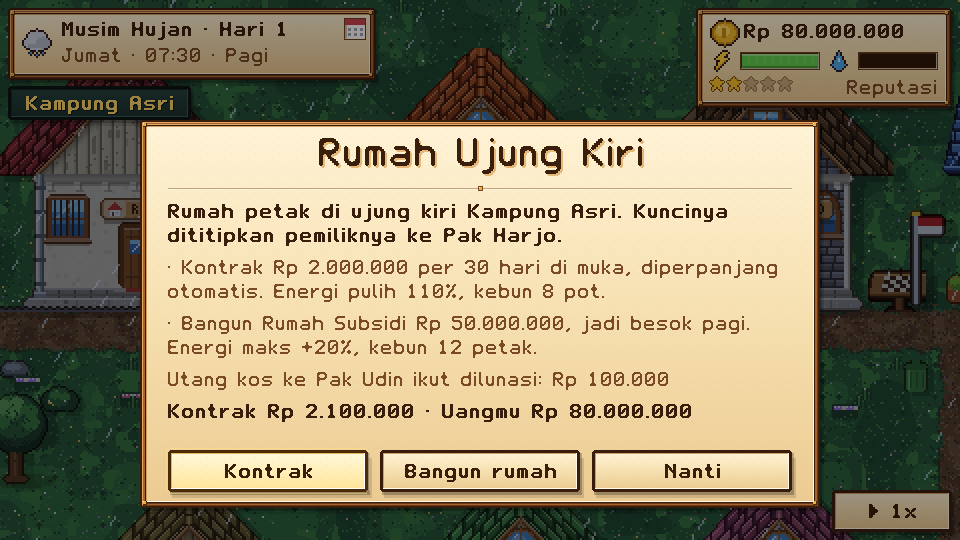 Musim Hujan · Hari 1
Jumat · 07:30 · Pagi
Rp 80.000.000
Reputasi
Kampung Asri
Rumah Ujung Kiri
Rumah petak di ujung kiri Kampung Asri. Kuncinya
dititipkan pemiliknya ke Pak Harjo.
· Kontrak Rp 2.000.000 per 30 hari di muka, diperpanjang
otomatis. Energi pulih 110%, kebun 8 pot.
· Bangun Rumah Subsidi Rp 50.000.000, jadi besok pagi.
Energi maks +20%, kebun 12 petak.
Utang kos ke Pak Udin ikut dilunasi: Rp 100.000
Kontrak Rp 2.100.000 · Uangmu Rp 80.000.000
Kontrak
Bangun rumah
Nanti
1x